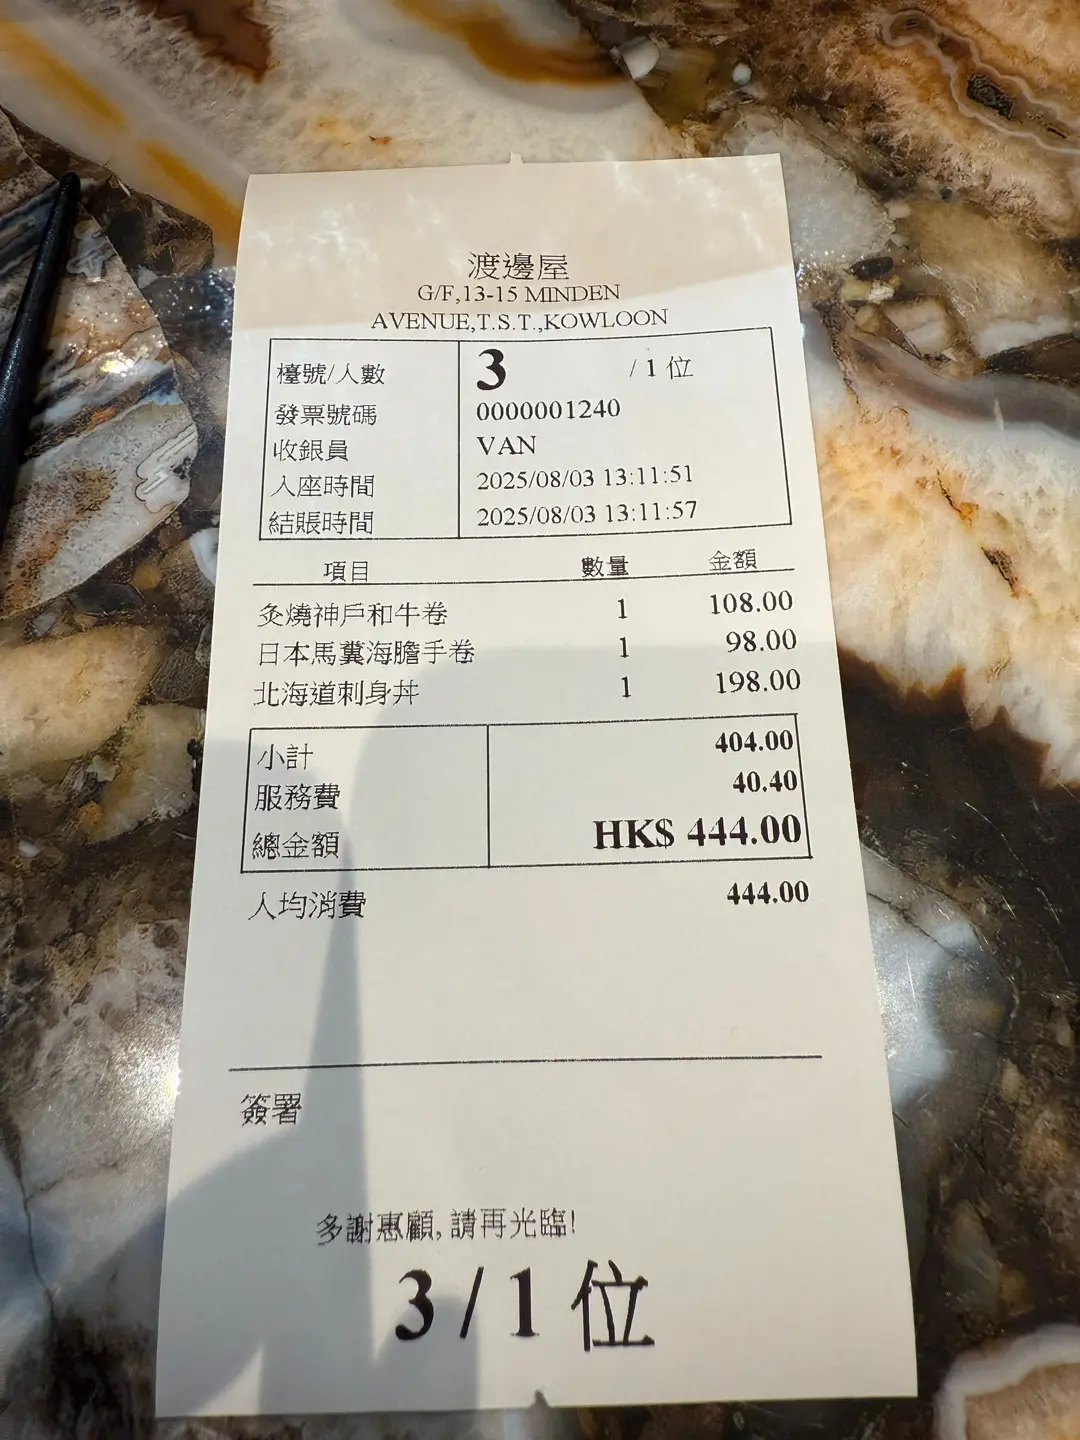 渡邊屋
G/F,13-15 MINDEN
AVENUE,T.S.T.,KOWLOON
檯號/人數 3 / 1 位
發票號碼 0000001240
收銀員 VAN
入座時間 2025/08/03 13:11:51
結賬時間 2025/08/03 13:11:57
項目 數量 金額
炙燒神戶和牛卷 1 108.00
日本馬糞海膽手卷 1 98.00
北海道刺身丼 1 198.00
小計 404.00
服務費 40.40
總金額 HK$ 444.00
人均消費 444.00
簽署
多謝惠顧, 請再光臨!
3 / 1 位